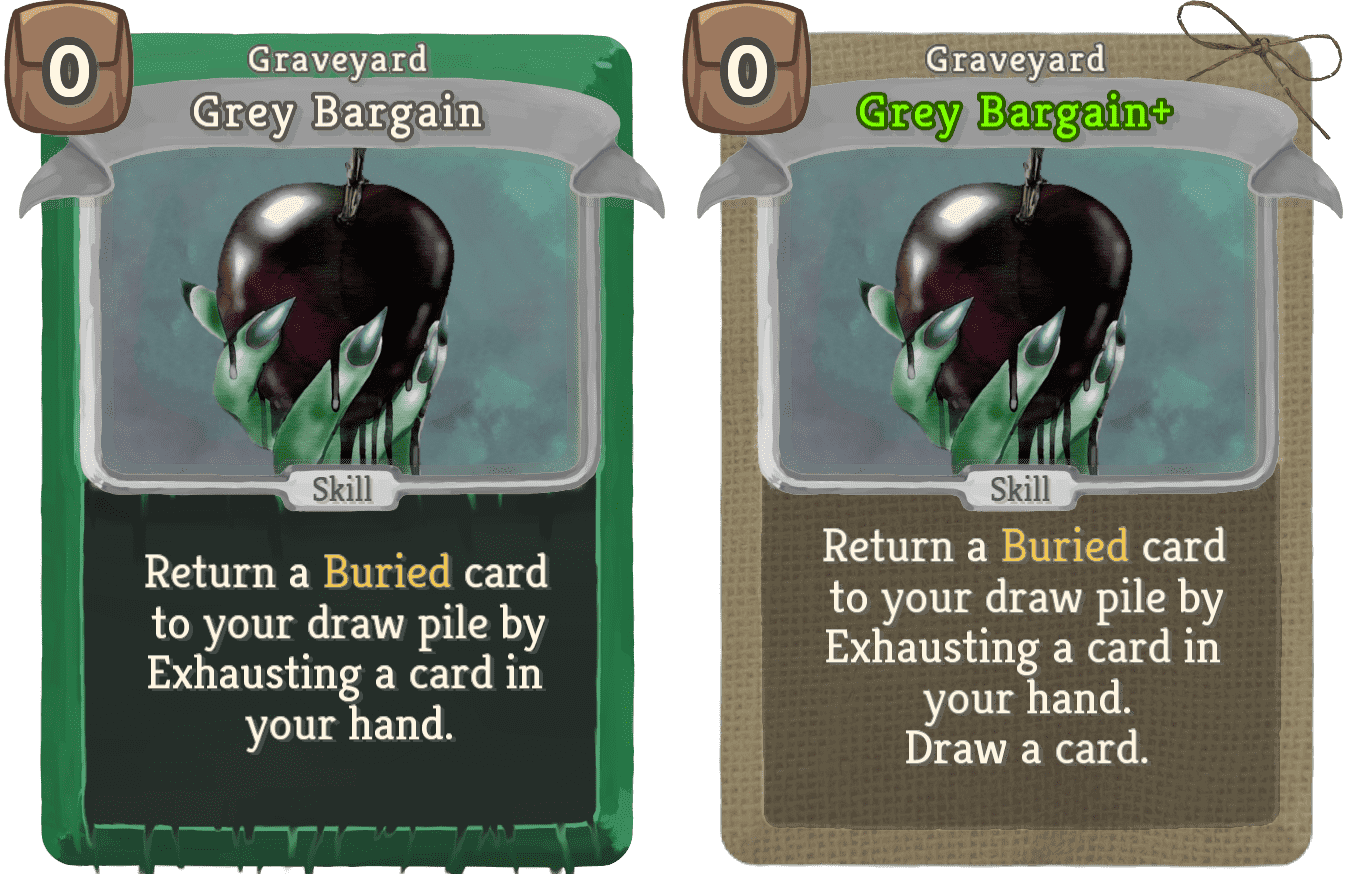 0
Graveyard
Grey Bargain
Skill
Return a Buried card
to your draw pile by
Exhausting a card in
your hand.
0
Graveyard
Grey Bargain+
Skill
Return a Buried card
to your draw pile by
Exhausting a card in
your hand.
Draw a card.